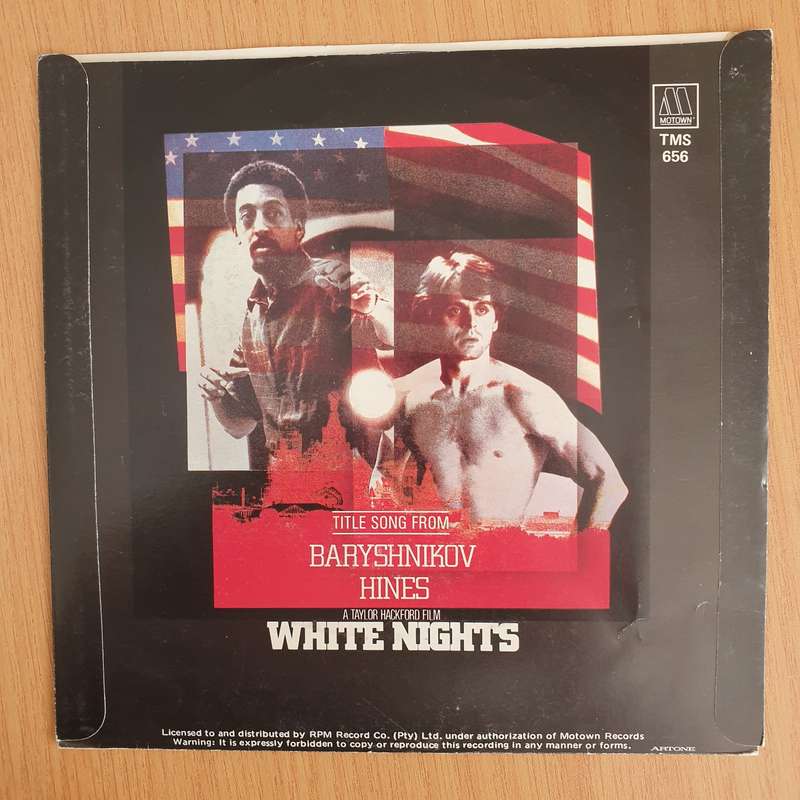 MOTOWN
TMS
656
TITLE SONG FROM
BARYSHNIKOV
HINES
A TAYLOR HACKFORD FILM
WHITE NIGHTS
Licensed to and distributed by RPM Record Co. (Pty) Ltd. under authorization of Motown Records
Warning: It is expressly forbidden to copy or reproduce this recording in any manner or forms.
ARTONE